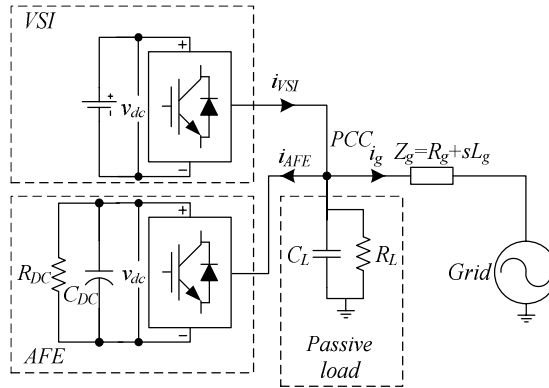 VSI
+
v_dc
−
i_VSI
PCC
i_AFE
i_g
Z_g=R_g+sL_g
+
R_DC
C_DC
v_dc
−
AFE
C_L
R_L
Passive
load
Grid